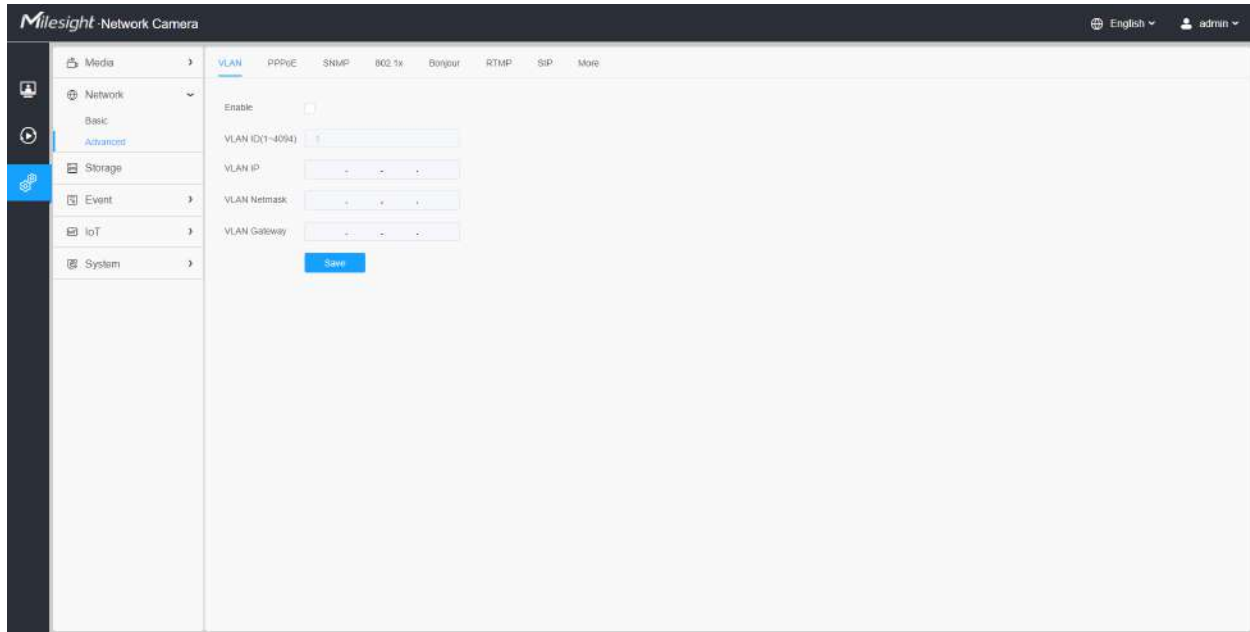 Milesight Network Camera
English
admin
Media
Network
Basic
Advanced
Storage
Event
IoT
System
VLAN PPPoE SNMP 802.1x Bonjour RTMP SIP More
Enable
VLAN ID(1~4094) 1
VLAN IP . . .
VLAN Netmask . . .
VLAN Gateway . . .
Save